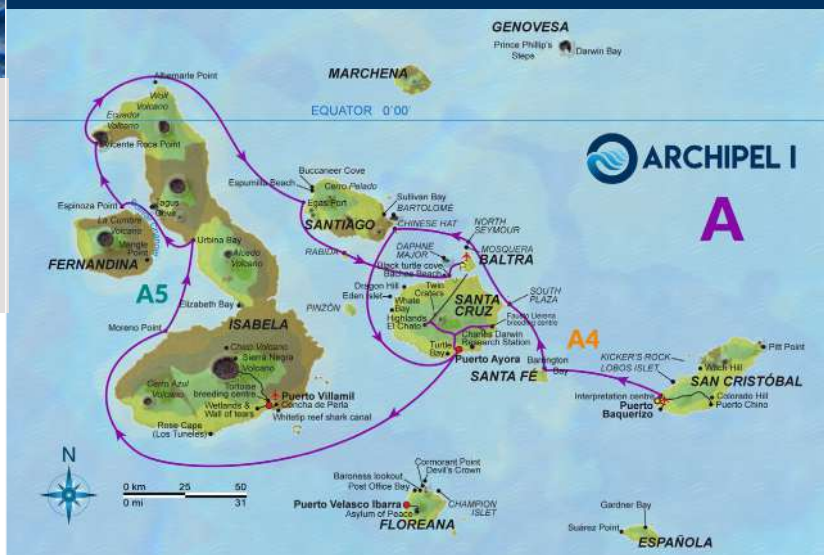 GENOVESA
Prince Phillip's
Steps
Darwin Bay
MARCHENA
Albemarle Point
Wolf
Volcano
EQUATOR 0°00'
Ecuador
Volcano
Vicente Roca Point
ARCHIPEL I
A
Buccaneer Cove
Espumilla Beach
Cerro Pelado
Egas Port
Sullivan Bay
BARTOLOMÉ
SANTIAGO
CHINESE HAT
NORTH
SEYMOUR
Espinoza Point
Tagus
Cove
La Cumbre
Volcano
Mangle
Point
FERNANDINA
Urbina Bay
Alcedo
Volcano
RABIDA
DAPHNE
MAJOR
MOSQUERA
BALTRA
Black turtle cove
Bachas Beach
A5
Dragon Hill
Twin
Craters
Eden Islet
Whale
Bay
SANTA
CRUZ
SOUTH
PLAZA
Elizabeth Bay
PINZÓN
Highlands
El Chato
Fausto Llerena
breeding centre
ISABELA
Moreno Point
Charles Darwin
Research Station
A4
Turtle
Bay
Puerto Ayora
Barrington
Bay
SANTA FÉ
KICKER'S ROCK
LOBOS ISLET
Pitt Point
Witch Hill
SAN CRISTÓBAL
Chico Volcano
Sierra Negra
Volcano
Cerro Azul
Volcano
Tortoise
breeding centre
Puerto Villamil
Concha de Perla
Wetlands &
Wall of tears
Whitetip reef shark canal
Interpretation centre
Puerto
Baquerizo
Colorado Hill
Puerto Chino
Rose Cape
(Los Tuneles)
N
0 km 25 50
0 mi 31
Cormorant Point
Devil's Crown
Baroness lookout
Post Office Bay
CHAMPION
ISLET
Puerto Velasco Ibarra
Asylum of Peace
FLOREANA
Gardner Bay
Suárez Point
ESPAÑOLA